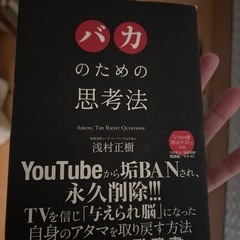 バカ
のための
思考法
ASKING THE RIGHT QUESTIONS!
浅村正樹
YouTubeから垢BANされ、
永久削除!!!
TVを信じ「与えられ脳」になった
自身のアタマを取り戻す方法